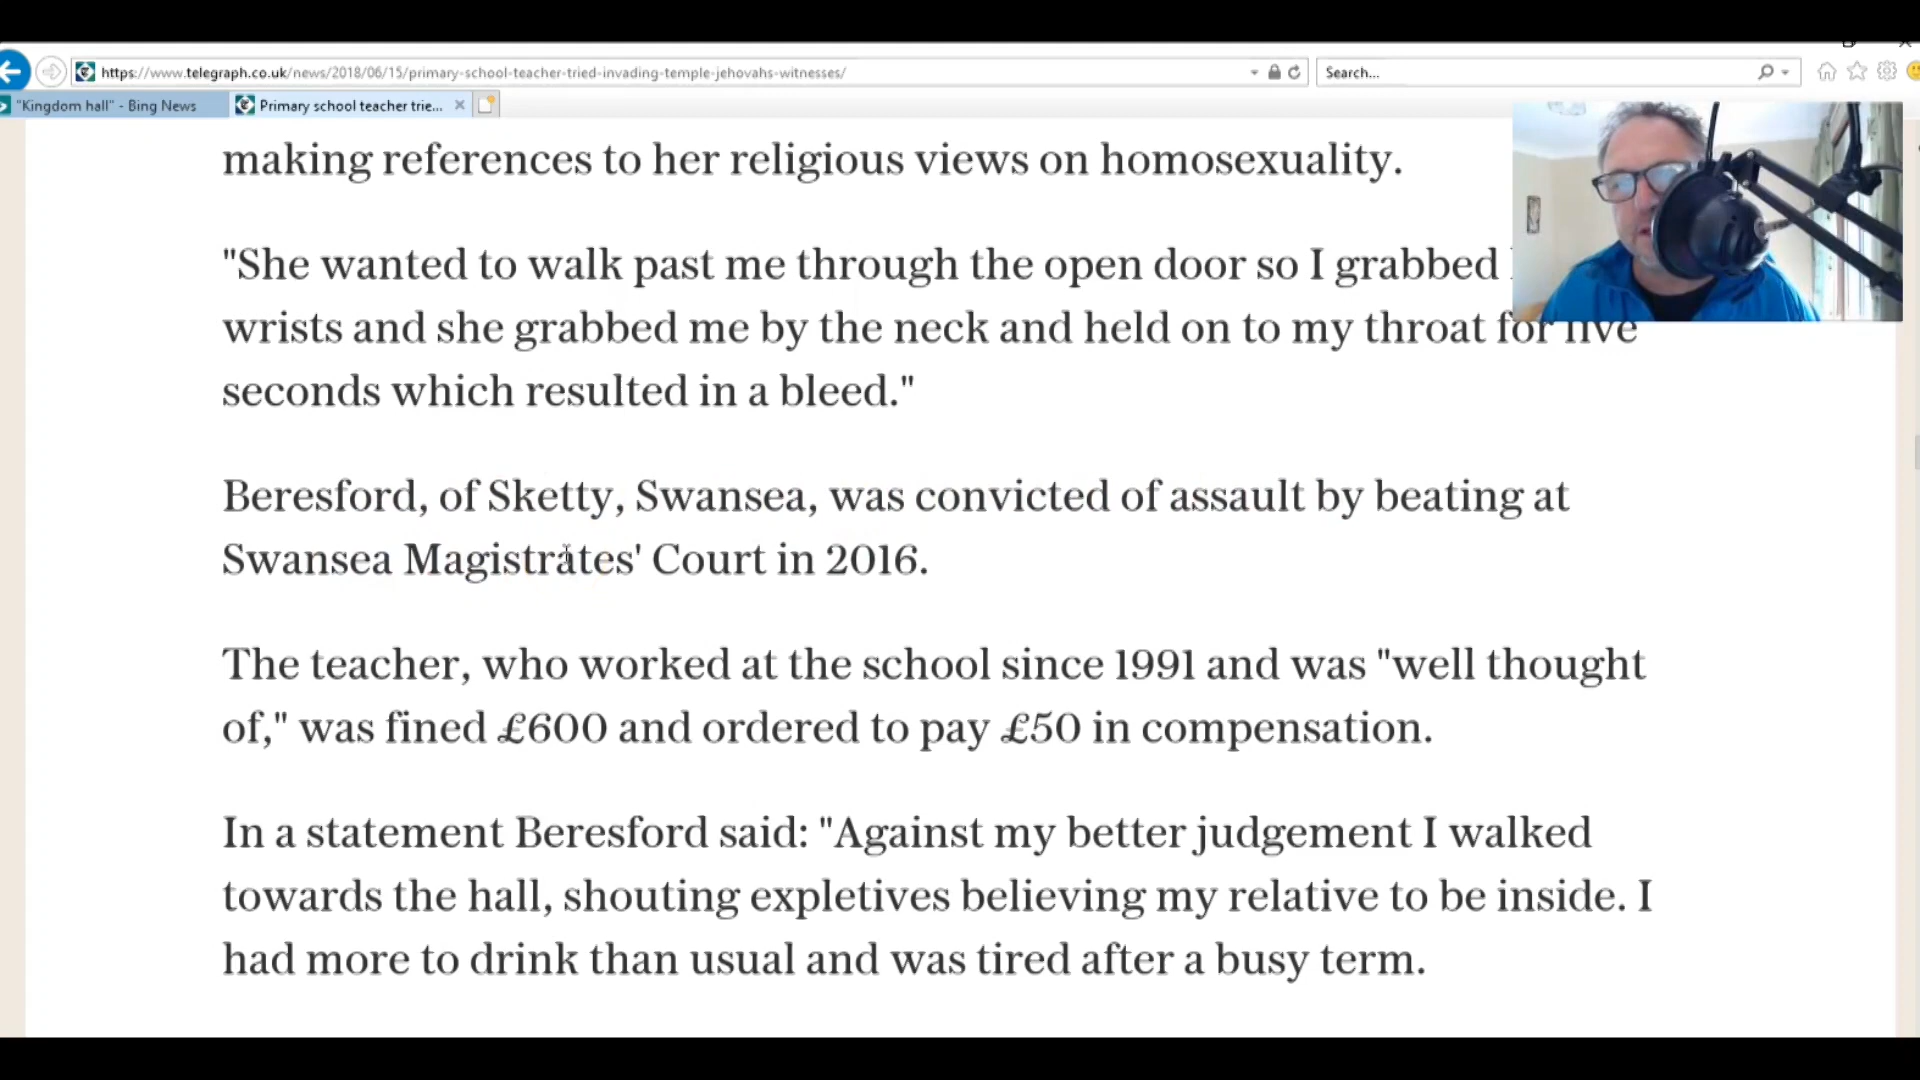 https://www.telegraph.co.uk/news/2018/06/15/primary-school-teacher-tried-invading-temple-jehovahs-witnesses/
Search...
"Kingdom hall" - Bing News
Primary school teacher trie...
making references to her religious views on homosexuality.
"She wanted to walk past me through the open door so I grabbed
wrists and she grabbed me by the neck and held on to my throat for five
seconds which resulted in a bleed."
Beresford, of Sketty, Swansea, was convicted of assault by beating at
Swansea Magistrates' Court in 2016.
The teacher, who worked at the school since 1991 and was "well thought
of," was fined £600 and ordered to pay £50 in compensation.
In a statement Beresford said: "Against my better judgement I walked
towards the hall, shouting expletives believing my relative to be inside. I
had more to drink than usual and was tired after a busy term.